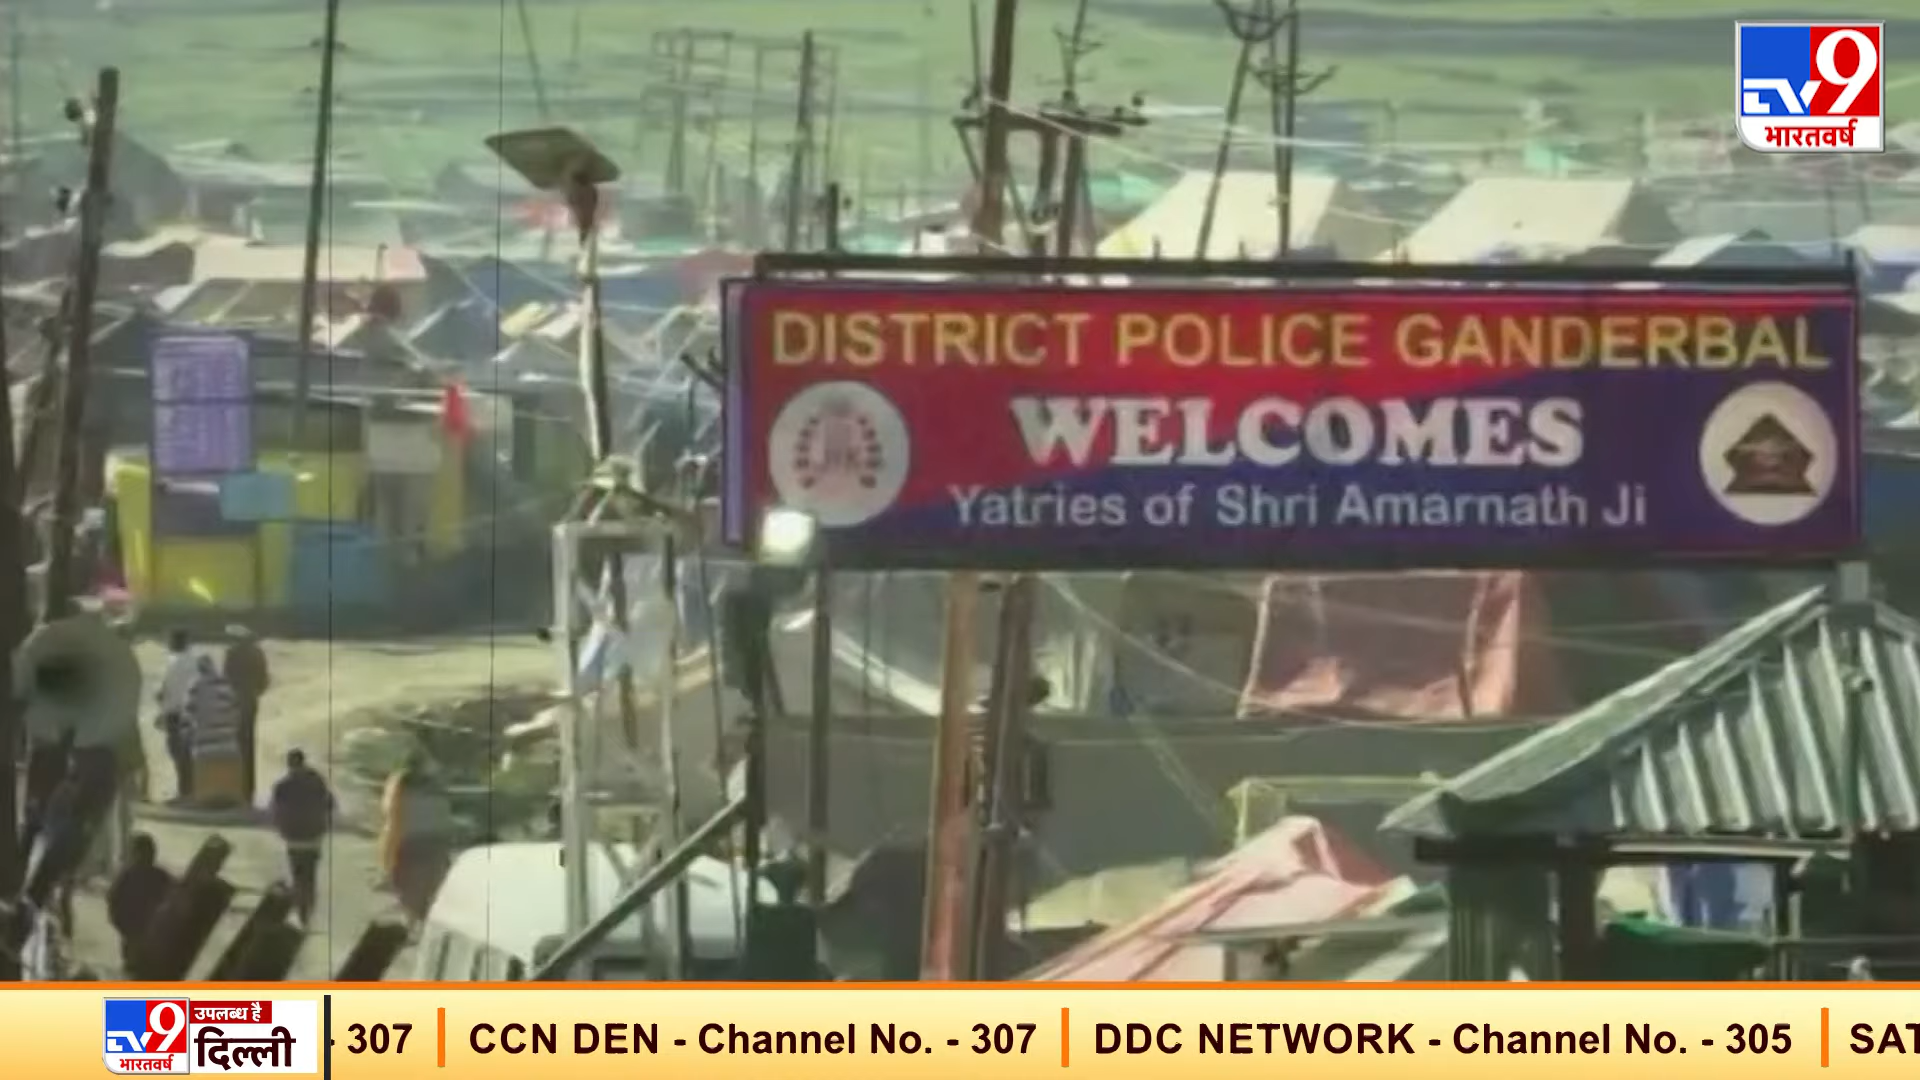 TV9
भारतवर्ष
DISTRICT POLICE GANDERBAL
WELCOMES
Yatries of Shri Amarnath Ji
TV9 भारतवर्ष उपलब्ध है दिल्ली - 307 | CCN DEN - Channel No. - 307 | DDC NETWORK - Channel No. - 305 | SAT